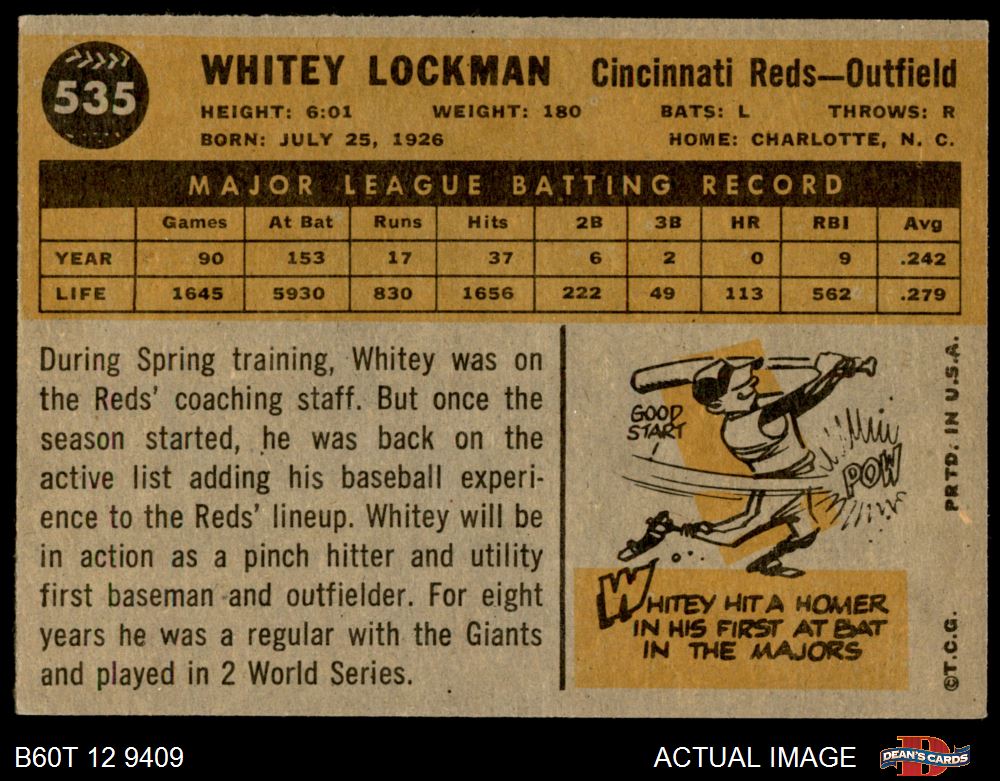 535
WHITEY LOCKMAN Cincinnati Reds—Outfield
HEIGHT: 6:01 WEIGHT: 180 BATS: L THROWS: R
BORN: JULY 25, 1926 HOME: CHARLOTTE, N. C.
MAJOR LEAGUE BATTING RECORD
Games At Bat Runs Hits 2B 3B HR RBI Avg
YEAR 90 153 17 37 6 2 0 9 .242
LIFE 1645 5930 830 1656 222 49 113 562 .279
During Spring training, Whitey was on
the Reds' coaching staff. But once the
season started, he was back on the
active list adding his baseball experi-
ence to the Reds' lineup. Whitey will be
in action as a pinch hitter and utility
first baseman and outfielder. For eight
years he was a regular with the Giants
and played in 2 World Series.
GOOD
START
POW
WHITEY HIT A HOMER
IN HIS FIRST AT BAT
IN THE MAJORS
©T.C.G. PRTD. IN U.S.A.
B60T 12 9409 ACTUAL IMAGE
D
DEAN'S CARDS